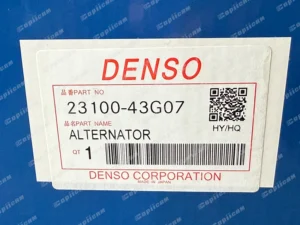 DENSO
品番PART NO
23100-43G07
品名PART NAME
ALTERNATOR
HY/HQ
QT 1
DENSO CORPORATION
MADE IN JAPAN